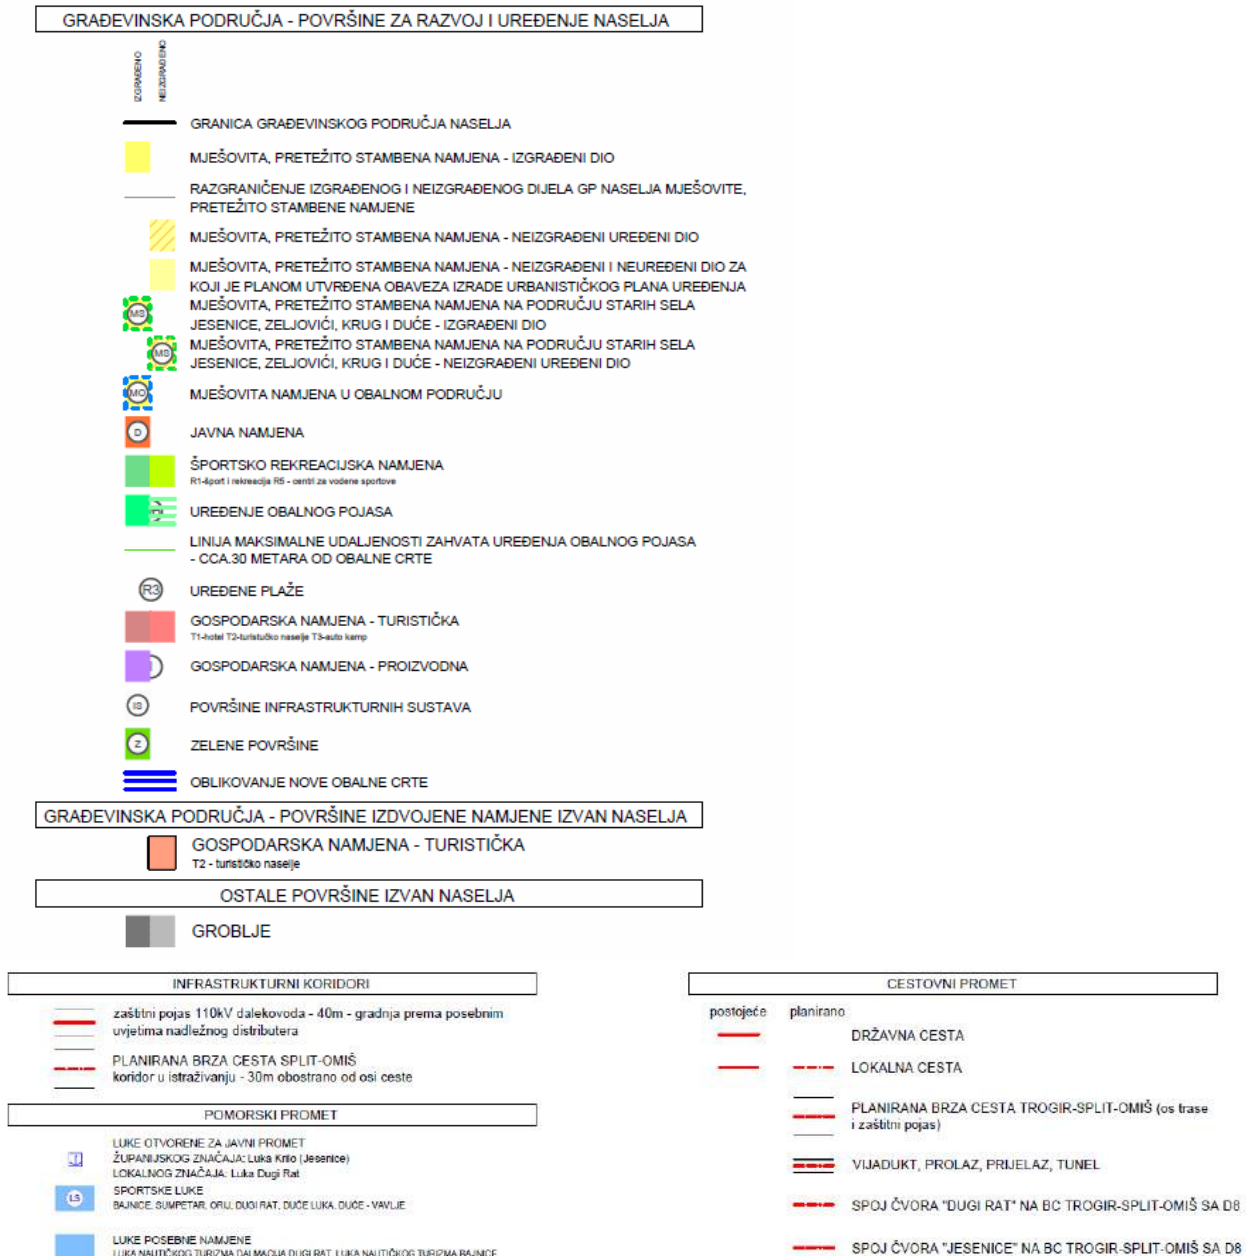 GRAĐEVINSKA PODRUČJA - POVRŠINE ZA RAZVOJ I UREĐENJE NASELJA
IZGRAĐENO
NEIZGRAĐENO
GRANICA GRAĐEVINSKOG PODRUČJA NASELJA
MJEŠOVITA, PRETEŽITO STAMBENA NAMJENA - IZGRAĐENI DIO
RAZGRANIČENJE IZGRAĐENOG I NEIZGRAĐENOG DIJELA GP NASELJA MJEŠOVITE,
PRETEŽITO STAMBENE NAMJENE
MJEŠOVITA, PRETEŽITO STAMBENA NAMJENA - NEIZGRAĐENI UREĐENI DIO
MJEŠOVITA, PRETEŽITO STAMBENA NAMJENA - NEIZGRAĐENI I NEUREĐENI DIO ZA
KOJI JE PLANOM UTVRĐENA OBAVEZA IZRADE URBANISTIČKOG PLANA UREĐENJA
MS
MJEŠOVITA, PRETEŽITO STAMBENA NAMJENA NA PODRUČJU STARIH SELA
JESENICE, ZELJOVIĆI, KRUG I DUĆE - IZGRAĐENI DIO
MS
MJEŠOVITA, PRETEŽITO STAMBENA NAMJENA NA PODRUČJU STARIH SELA
JESENICE, ZELJOVIĆI, KRUG I DUĆE - NEIZGRAĐENI UREĐENI DIO
MO
MJEŠOVITA NAMJENA U OBALNOM PODRUČJU
D
JAVNA NAMJENA
ŠPORTSKO REKREACIJSKA NAMJENA
R1-šport i rekreacija R5 - centri za vodene sportove
UREĐENJE OBALNOG POJASA
LINIJA MAKSIMALNE UDALJENOSTI ZAHVATA UREĐENJA OBALNOG POJASA
- CCA.30 METARA OD OBALNE CRTE
R3
UREĐENE PLAŽE
GOSPODARSKA NAMJENA - TURISTIČKA
T1-hotel T2-turistučko naselje T3-auto kamp
GOSPODARSKA NAMJENA - PROIZVODNA
IS
POVRŠINE INFRASTRUKTURNIH SUSTAVA
Z
ZELENE POVRŠINE
OBLIKOVANJE NOVE OBALNE CRTE
GRAĐEVINSKA PODRUČJA - POVRŠINE IZDVOJENE NAMJENE IZVAN NASELJA
GOSPODARSKA NAMJENA - TURISTIČKA
T2 - turističko naselje
OSTALE POVRŠINE IZVAN NASELJA
GROBLJE
INFRASTRUKTURNI KORIDORI
zaštitni pojas 110kV dalekovoda - 40m - gradnja prema posebnim
uvjetima nadležnog distributera
PLANIRANA BRZA CESTA SPLIT-OMIŠ
koridor u istraživanju - 30m obostrano od osi ceste
POMORSKI PROMET
LUKE OTVORENE ZA JAVNI PROMET
ŽUPANIJSKOG ZNAČAJA: Luka Krilo (Jesenice)
LOKALNOG ZNAČAJA: Luka Dugi Rat
LS
SPORTSKE LUKE
BAJNICE, SUMPETAR, ORIJ, DUGI RAT, DUĆE LUKA, DUĆE - VAVLJE
LUKE POSEBNE NAMJENE
LUKA NAUTIČKOG TURIZMA DALMACIJA DUGI RAT, LUKA NAUTIČKOG TURIZMA BAJNICE
CESTOVNI PROMET
postojeće planirano
DRŽAVNA CESTA
LOKALNA CESTA
PLANIRANA BRZA CESTA TROGIR-SPLIT-OMIŠ (os trase
i zaštitni pojas)
VIJADUKT, PROLAZ, PRIJELAZ, TUNEL
SPOJ ČVORA "DUGI RAT" NA BC TROGIR-SPLIT-OMIŠ SA D8
SPOJ ČVORA "JESENICE" NA BC TROGIR-SPLIT-OMIŠ SA D8